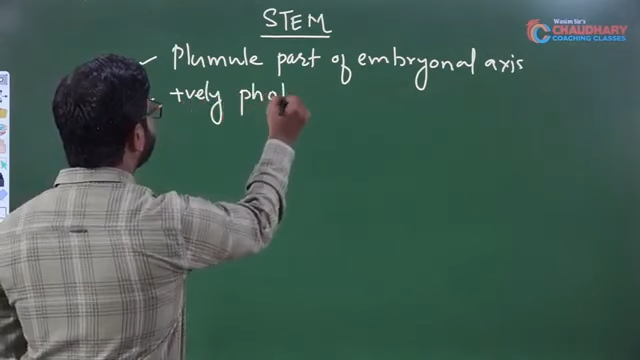 STEM
Wasim Sir's
CHAUDHARY
COACHING CLASSES
✓ Plumule part of embryonal axis
+vely phot